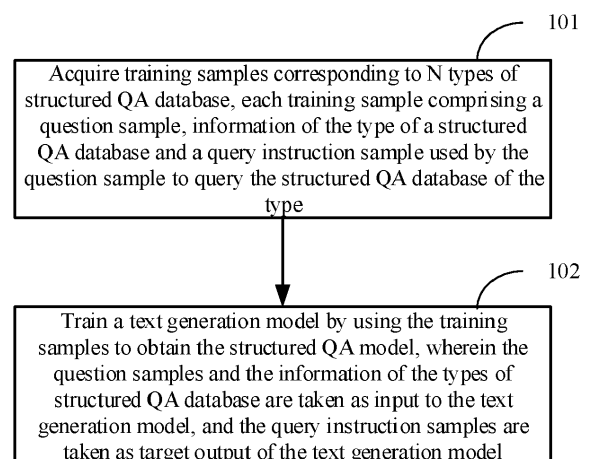 101
Acquire training samples corresponding to N types of
structured QA database, each training sample comprising a
question sample, information of the type of a structured
QA database and a query instruction sample used by the
question sample to query the structured QA database of the
type
102
Train a text generation model by using the training
samples to obtain the structured QA model, wherein the
question samples and the information of the types of
structured QA database are taken as input to the text
generation model, and the query instruction samples are
taken as target output of the text generation model